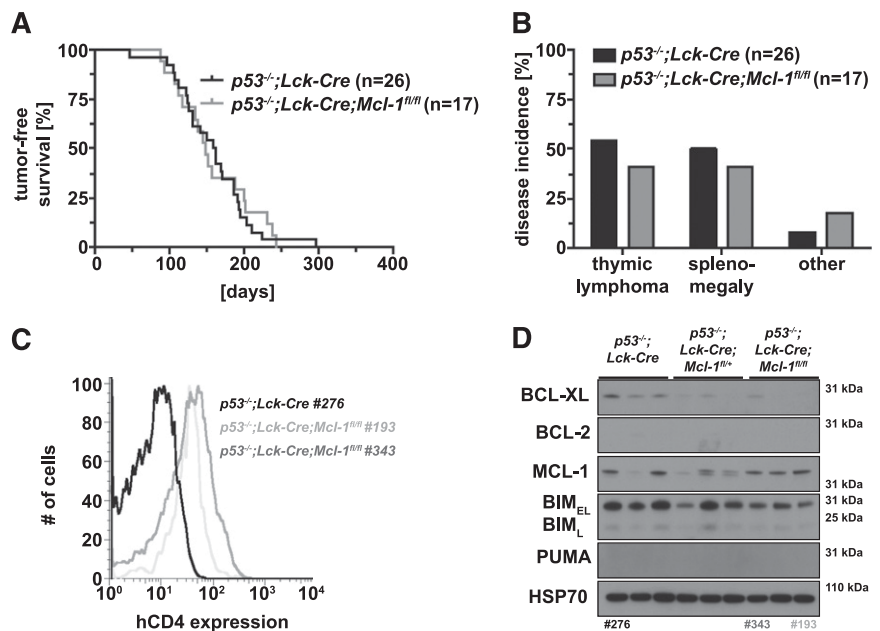 A
100
75
50
25
0
tumor-free
survival [%]
p53-/-;Lck-Cre (n=26)
p53-/-;Lck-Cre;Mcl-1fl/fl (n=17)
0 100 200 300 400
[days]
B
100
75
50
25
0
disease incidence [%]
p53-/-;Lck-Cre (n=26)
p53-/-;Lck-Cre;Mcl-1fl/fl (n=17)
thymic
lymphoma
spleno-
megaly
other
C
100
80
60
40
20
0
# of cells
p53-/-;Lck-Cre #276
p53-/-;Lck-Cre;Mcl-1fl/fl #193
p53-/-;Lck-Cre;Mcl-1fl/fl #343
10⁰ 10¹ 10² 10³ 10⁴
hCD4 expression
D
p53-/-;
Lck-Cre
p53-/-;
Lck-Cre;
Mcl-1fl/+
p53-/-;
Lck-Cre;
Mcl-1fl/fl
BCL-XL 31 kDa
BCL-2 31 kDa
MCL-1 31 kDa
BIMEL 31 kDa
BIML 25 kDa
PUMA 31 kDa
HSP70 110 kDa
#276 #343 #193